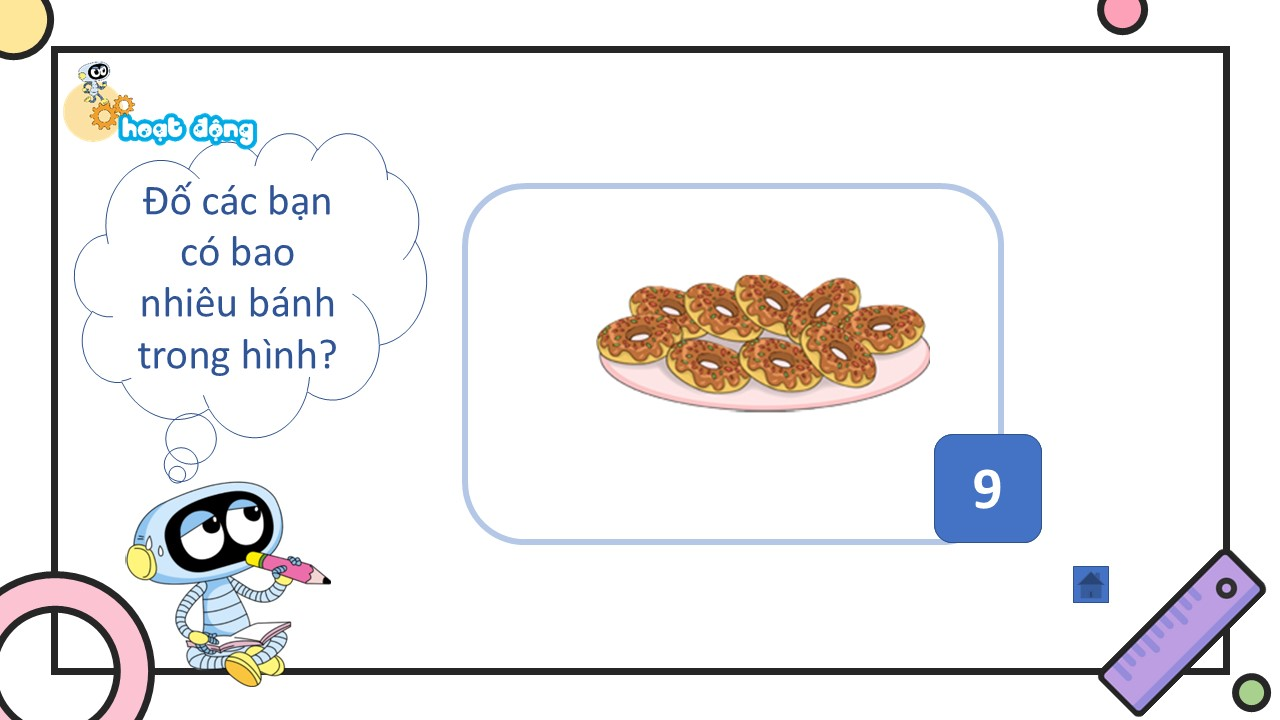 hoạt động
Đố các bạn
có bao
nhiêu bánh
trong hình?
9